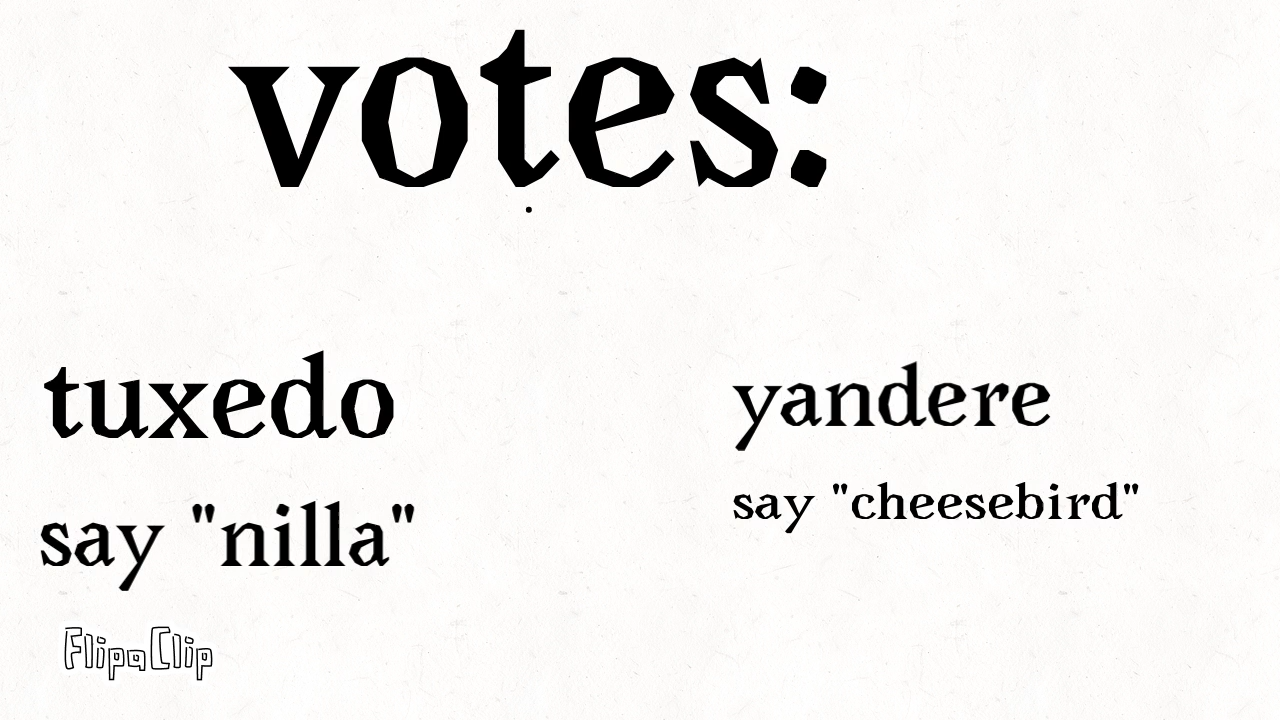 votes:
tuxedo
say "nilla"
yandere
say "cheesebird"
FlipaClip